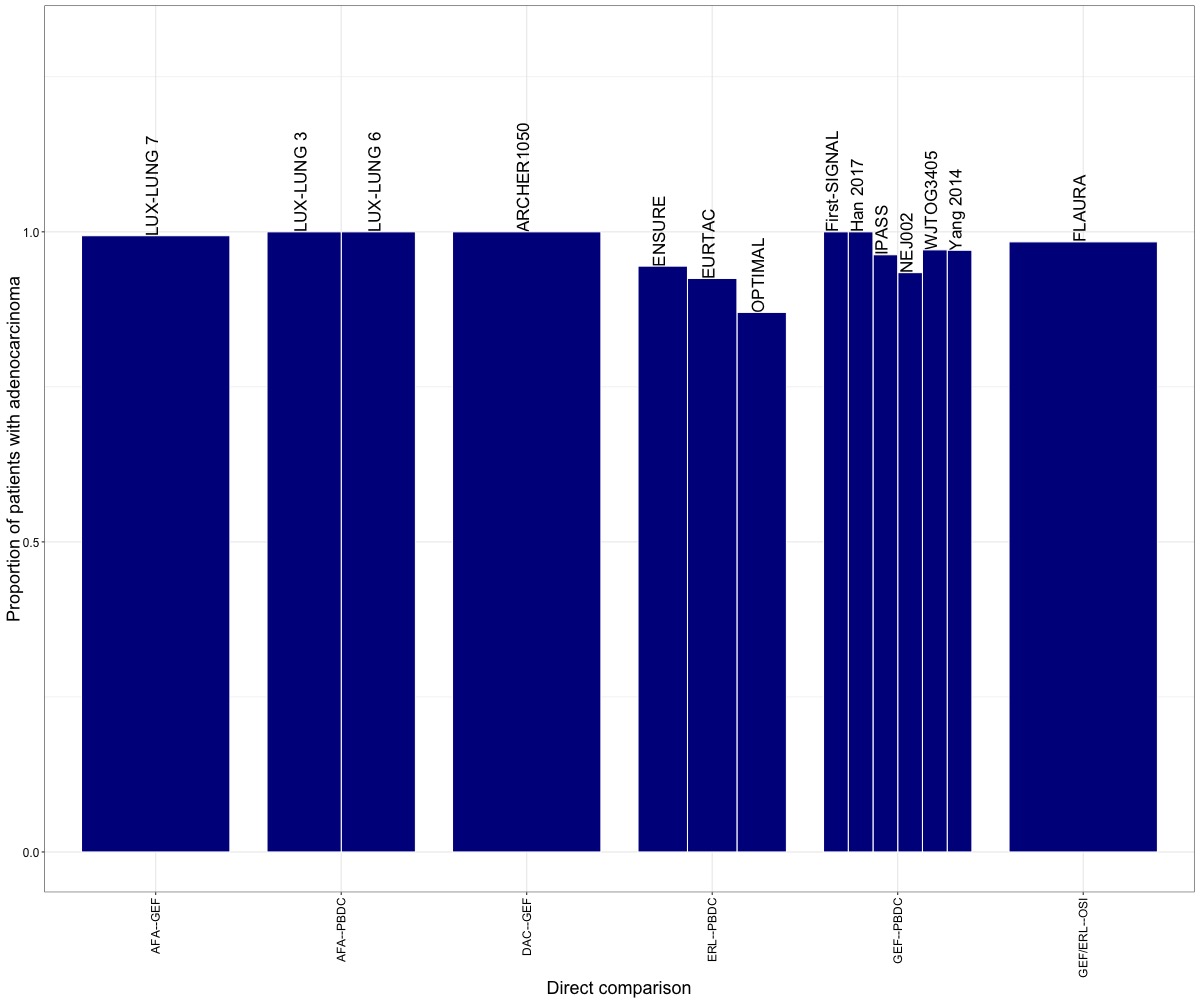 LUX-LUNG 7
LUX-LUNG 3
LUX-LUNG 6
ARCHER1050
ENSURE
EURTAC
OPTIMAL
First-SIGNAL
Han 2017
IPASS
NEJ002
WJTOG3405
Yang 2014
FLAURA
Proportion of patients with adenocarcinoma
1.0
0.5
0.0
AFA--GEF
AFA--PBDC
DAC--GEF
ERL--PBDC
GEF--PBDC
GEF/ERL--OSI
Direct comparison